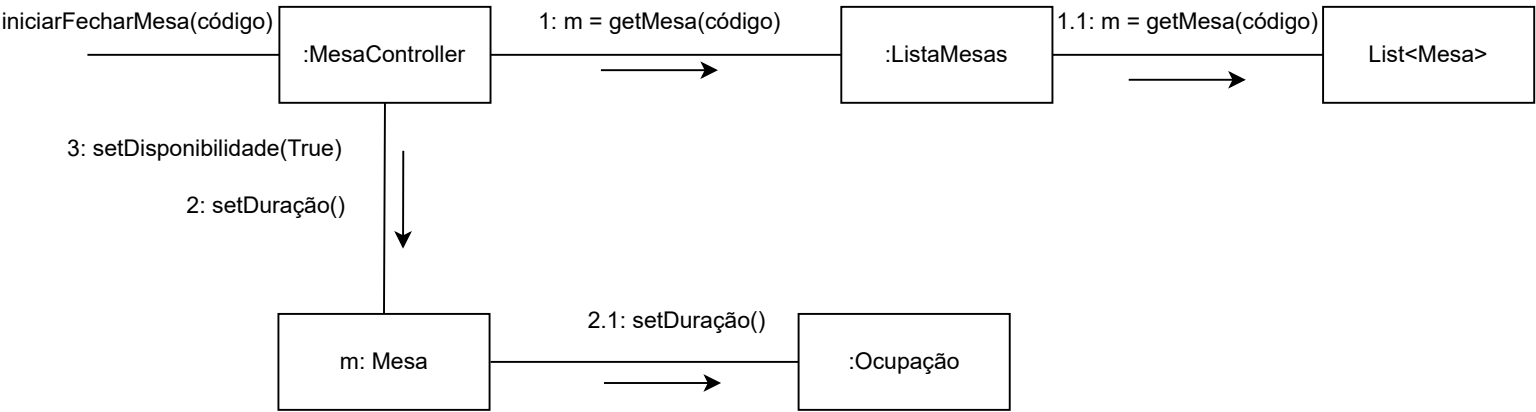 iniciarFecharMesa(código)
1: m = getMesa(código)
1.1: m = getMesa(código)
:MesaController
:ListaMesas
List<Mesa>
3: setDisponibilidade(True)
2: setDuração()
2.1: setDuração()
m: Mesa
:Ocupação